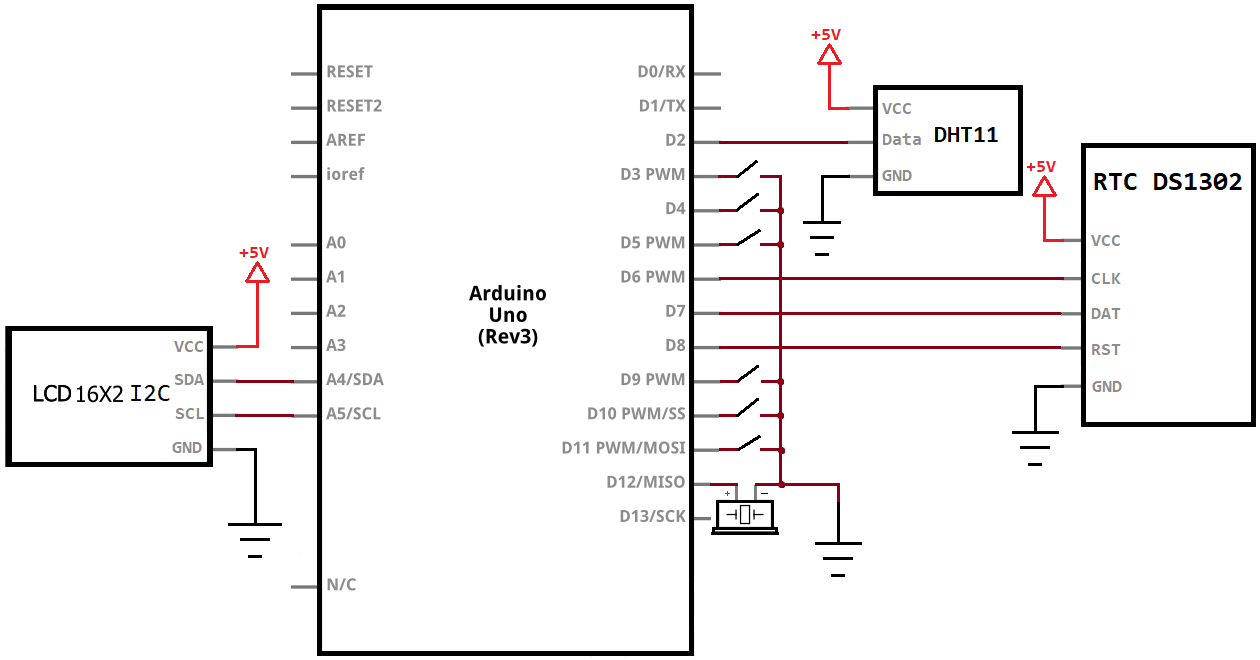 RESET
RESET2
AREF
ioref
A0
A1
A2
A3
A4/SDA
A5/SCL
N/C
Arduino
Uno
(Rev3)
D0/RX
D1/TX
D2
D3 PWM
D4
D5 PWM
D6 PWM
D7
D8
D9 PWM
D10 PWM/SS
D11 PWM/MOSI
D12/MISO
D13/SCK
+ −
+5V
LCD 16X2 I2C
VCC
SDA
SCL
GND
+5V
VCC
Data
GND
DHT11
+5V
RTC DS1302
VCC
CLK
DAT
RST
GND